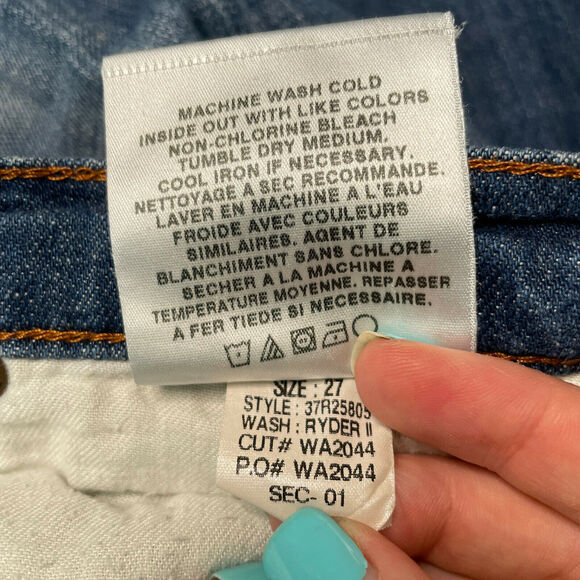 MACHINE WASH COLD
INSIDE OUT WITH LIKE COLORS
NON-CHLORINE BLEACH
TUMBLE DRY MEDIUM.
COOL IRON IF NECESSARY.
NETTOYAGE A SEC RECOMMANDE.
LAVER EN MACHINE A L'EAU
FROIDE AVEC COULEURS
SIMILAIRES. AGENT DE
BLANCHIMENT SANS CHLORE.
SECHER A LA MACHINE A
TEMPERATURE MOYENNE. REPASSER
A FER TIEDE SI NECESSAIRE.
SIZE : 27
STYLE : 37R25805
WASH : RYDER II
CUT# WA2044
P.O# WA2044
SEC- 01